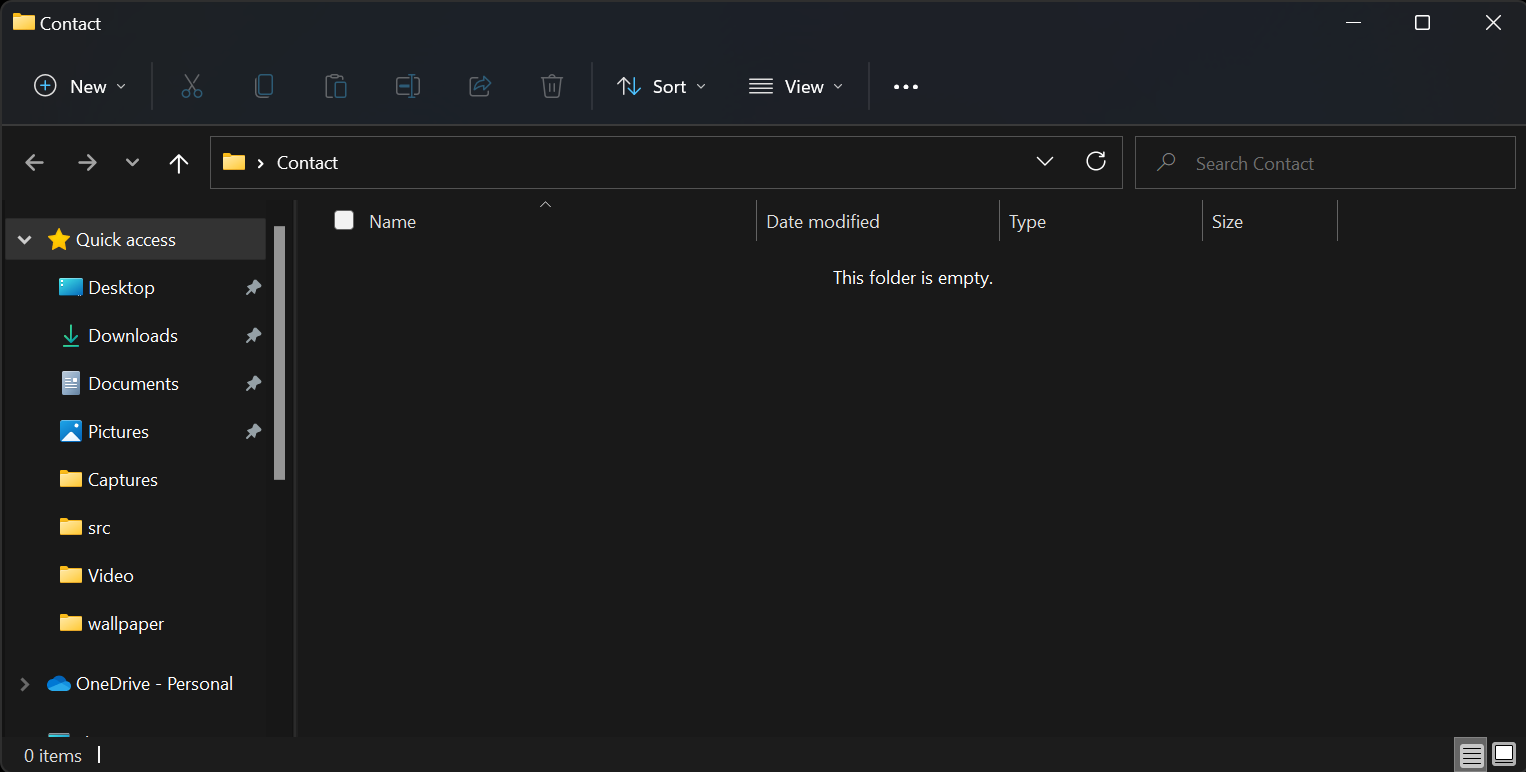 Contact
New Sort View
Contact Search Contact
Name Date modified Type Size
This folder is empty.
Quick access
Desktop
Downloads
Documents
Pictures
Captures
src
Video
wallpaper
OneDrive - Personal
0 items